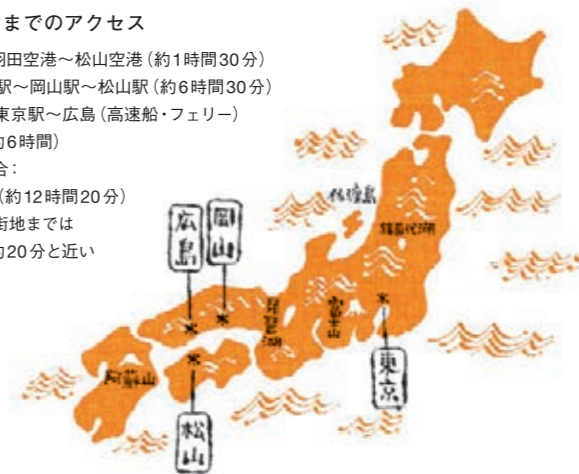 までのアクセス
羽田空港～松山空港（約1時間30分）
駅～岡山駅～松山駅（約6時間30分）
東京駅～広島（高速船・フェリー）
約6時間）
合：
（約12時間20分）
街地までは
約20分と近い
佐渡島
猪苗代湖
広島
岡山
琵琶湖
富士山
東京
阿蘇山
松山